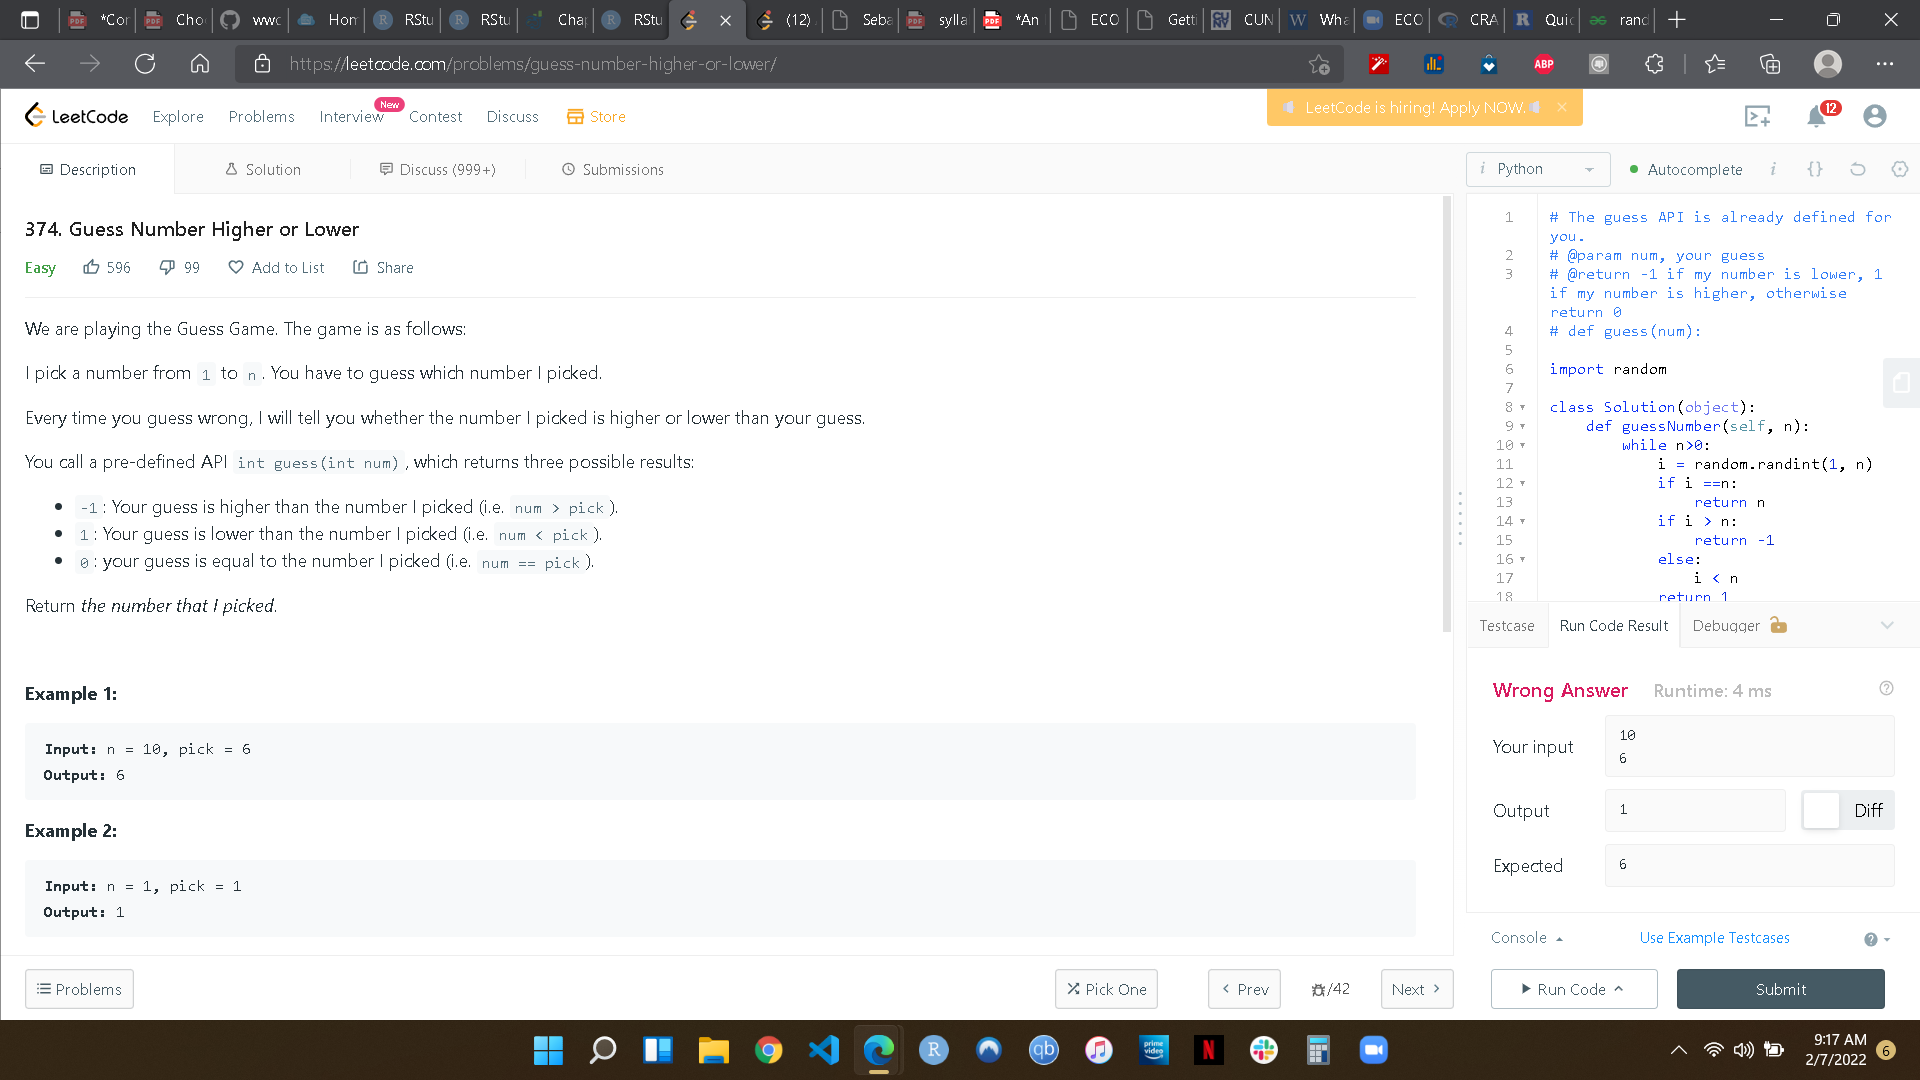 *Cor
Cho
wwc
Hom
RStu
RStu
Cha
RStu
(12)
Seba
sylla
*An
ECO
Getti
CUN
Wha
ECO
CRA
Quic
rand
https://leetcode.com/problems/guess-number-higher-or-lower/
ABP
LeetCode
Explore
Problems
Interview
New
Contest
Discuss
Store
LeetCode is hiring! Apply NOW.
12
Description
Solution
Discuss (999+)
Submissions
i Python
Autocomplete
i
{}
374. Guess Number Higher or Lower
Easy 596 99 Add to List Share
We are playing the Guess Game. The game is as follows:
I pick a number from 1 to n. You have to guess which number I picked.
Every time you guess wrong, I will tell you whether the number I picked is higher or lower than your guess.
You call a pre-defined API int guess(int num), which returns three possible results:
• -1: Your guess is higher than the number I picked (i.e. num > pick).
• 1: Your guess is lower than the number I picked (i.e. num < pick).
• 0: your guess is equal to the number I picked (i.e. num == pick).
Return the number that I picked.
Example 1:
Input: n = 10, pick = 6
Output: 6
Example 2:
Input: n = 1, pick = 1
Output: 1
1 # The guess API is already defined for
you.
2 # @param num, your guess
3 # @return -1 if my number is lower, 1
if my number is higher, otherwise
return 0
4 # def guess(num):
5
6 import random
7
8 class Solution(object):
9 def guessNumber(self, n):
10 while n>0:
11 i = random.randint(1, n)
12 if i ==n:
13 return n
14 if i > n:
15 return -1
16 else:
17 i < n
18 return 1
Testcase
Run Code Result
Debugger
Wrong Answer
Runtime: 4 ms
Your input
10
6
Output
1
Diff
Expected
6
Console
Use Example Testcases
Problems
Pick One
Prev
/42
Next
Run Code
Submit
R
qb
prime video
N
9:17 AM
2/7/2022
6